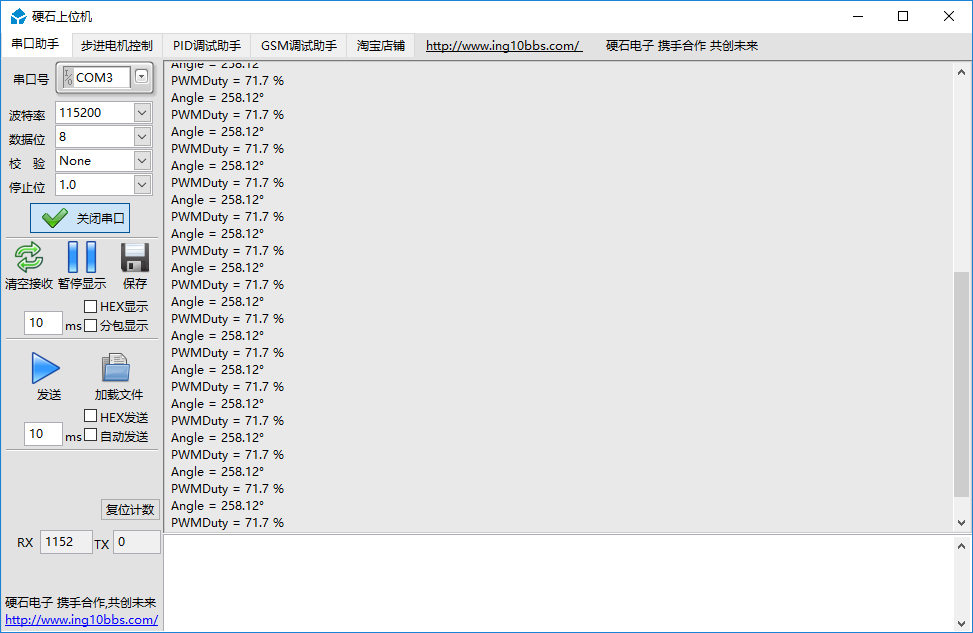 硬石上位机
串口助手 步进电机控制 PID调试助手 GSM调试助手 淘宝店铺 http://www.ing10bbs.com/ 硬石电子 携手合作 共创未来
串口号 COM3
波特率 115200
数据位 8
校 验 None
停止位 1.0
关闭串口
清空接收 暂停显示 保存
HEX显示
10 ms 分包显示
发送 加载文件
HEX发送
10 ms 自动发送
复位计数
RX 1152 TX 0
硬石电子 携手合作,共创未来
http://www.ing10bbs.com/
Angle = 258.12°
PWMDuty = 71.7 %
Angle = 258.12°
PWMDuty = 71.7 %
Angle = 258.12°
PWMDuty = 71.7 %
Angle = 258.12°
PWMDuty = 71.7 %
Angle = 258.12°
PWMDuty = 71.7 %
Angle = 258.12°
PWMDuty = 71.7 %
Angle = 258.12°
PWMDuty = 71.7 %
Angle = 258.12°
PWMDuty = 71.7 %
Angle = 258.12°
PWMDuty = 71.7 %
Angle = 258.12°
PWMDuty = 71.7 %
Angle = 258.12°
PWMDuty = 71.7 %
Angle = 258.12°
PWMDuty = 71.7 %
Angle = 258.12°
PWMDuty = 71.7 %
Angle = 258.12°
PWMDuty = 71.7 %